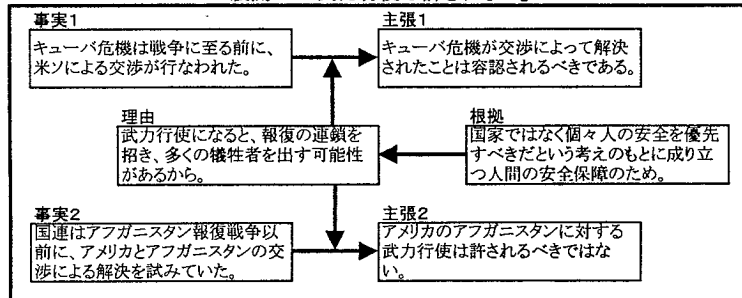 事実1
キューバ危機は戦争に至る前に、
米ソによる交渉が行なわれた。
主張1
キューバ危機が交渉によって解決
されたことは容認されるべきである。
理由
武力行使になると、報復の連鎖を
招き、多くの犠牲者を出す可能性
があるから。
根拠
国家ではなく個々人の安全を優先
すべきだという考えのもとに成り立
つ人間の安全保障のため。
事実2
国連はアフガニスタン報復戦争以
前に、アメリカとアフガニスタンの交
渉による解決を試みていた。
主張2
アメリカのアフガニスタンに対する
武力行使は許されるべきではな
い。